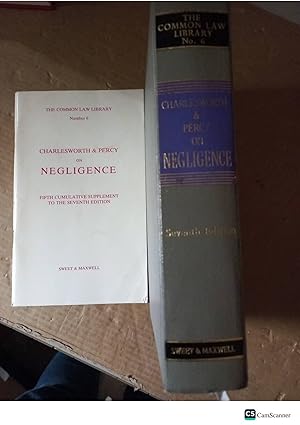 THE COMMON LAW LIBRARY
Number 6
CHARLESWORTH & PERCY
ON
NEGLIGENCE
FIFTH CUMULATIVE SUPPLEMENT
TO THE SEVENTH EDITION
SWEET & MAXWELL
THE
COMMON LAW
LIBRARY
No. 6
CHARLESWORTH
&
PERCY
ON
NEGLIGENCE
Seventh Edition
SWEET & MAXWELL
CS CamScanner